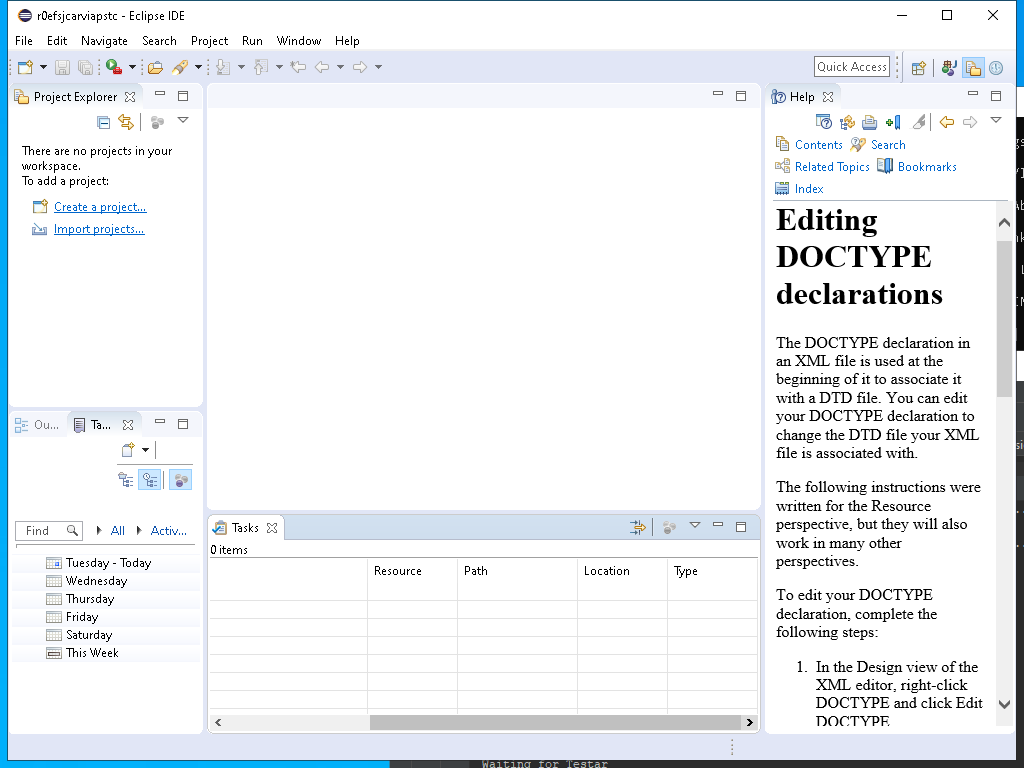 r0efsjcarviapstc - Eclipse IDE
File Edit Navigate Search Project Run Window Help
Quick Access
Project Explorer
There are no projects in your
workspace.
To add a project:
Create a project...
Import projects...
Ou...
Ta...
Find
All
Activ...
Tuesday - Today
Wednesday
Thursday
Friday
Saturday
This Week
Tasks
0 items
Resource Path Location Type
Help
Contents Search
Related Topics Bookmarks
Index
Editing
DOCTYPE
declarations
The DOCTYPE declaration in
an XML file is used at the
beginning of it to associate it
with a DTD file. You can edit
your DOCTYPE declaration to
change the DTD file your XML
file is associated with.
The following instructions were
written for the Resource
perspective, but they will also
work in many other
perspectives.
To edit your DOCTYPE
declaration, complete the
following steps:
1. In the Design view of the
XML editor, right-click
DOCTYPE and click Edit
DOCTYPE
Waiting for Testar